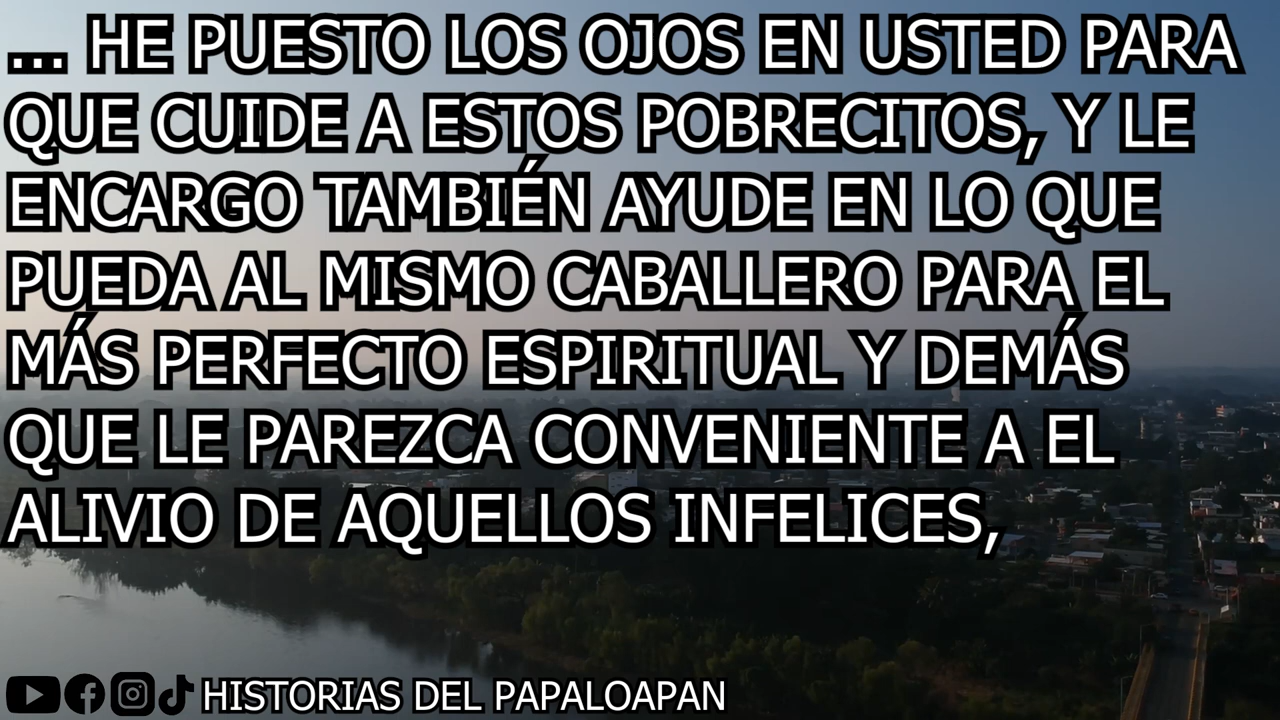 ... HE PUESTO LOS OJOS EN USTED PARA
QUE CUIDE A ESTOS POBRECITOS, Y LE
ENCARGO TAMBIÉN AYUDE EN LO QUE
PUEDA AL MISMO CABALLERO PARA EL
MÁS PERFECTO ESPIRITUAL Y DEMÁS
QUE LE PAREZCA CONVENIENTE A EL
ALIVIO DE AQUELLOS INFELICES,
HISTORIAS DEL PAPALOAPAN